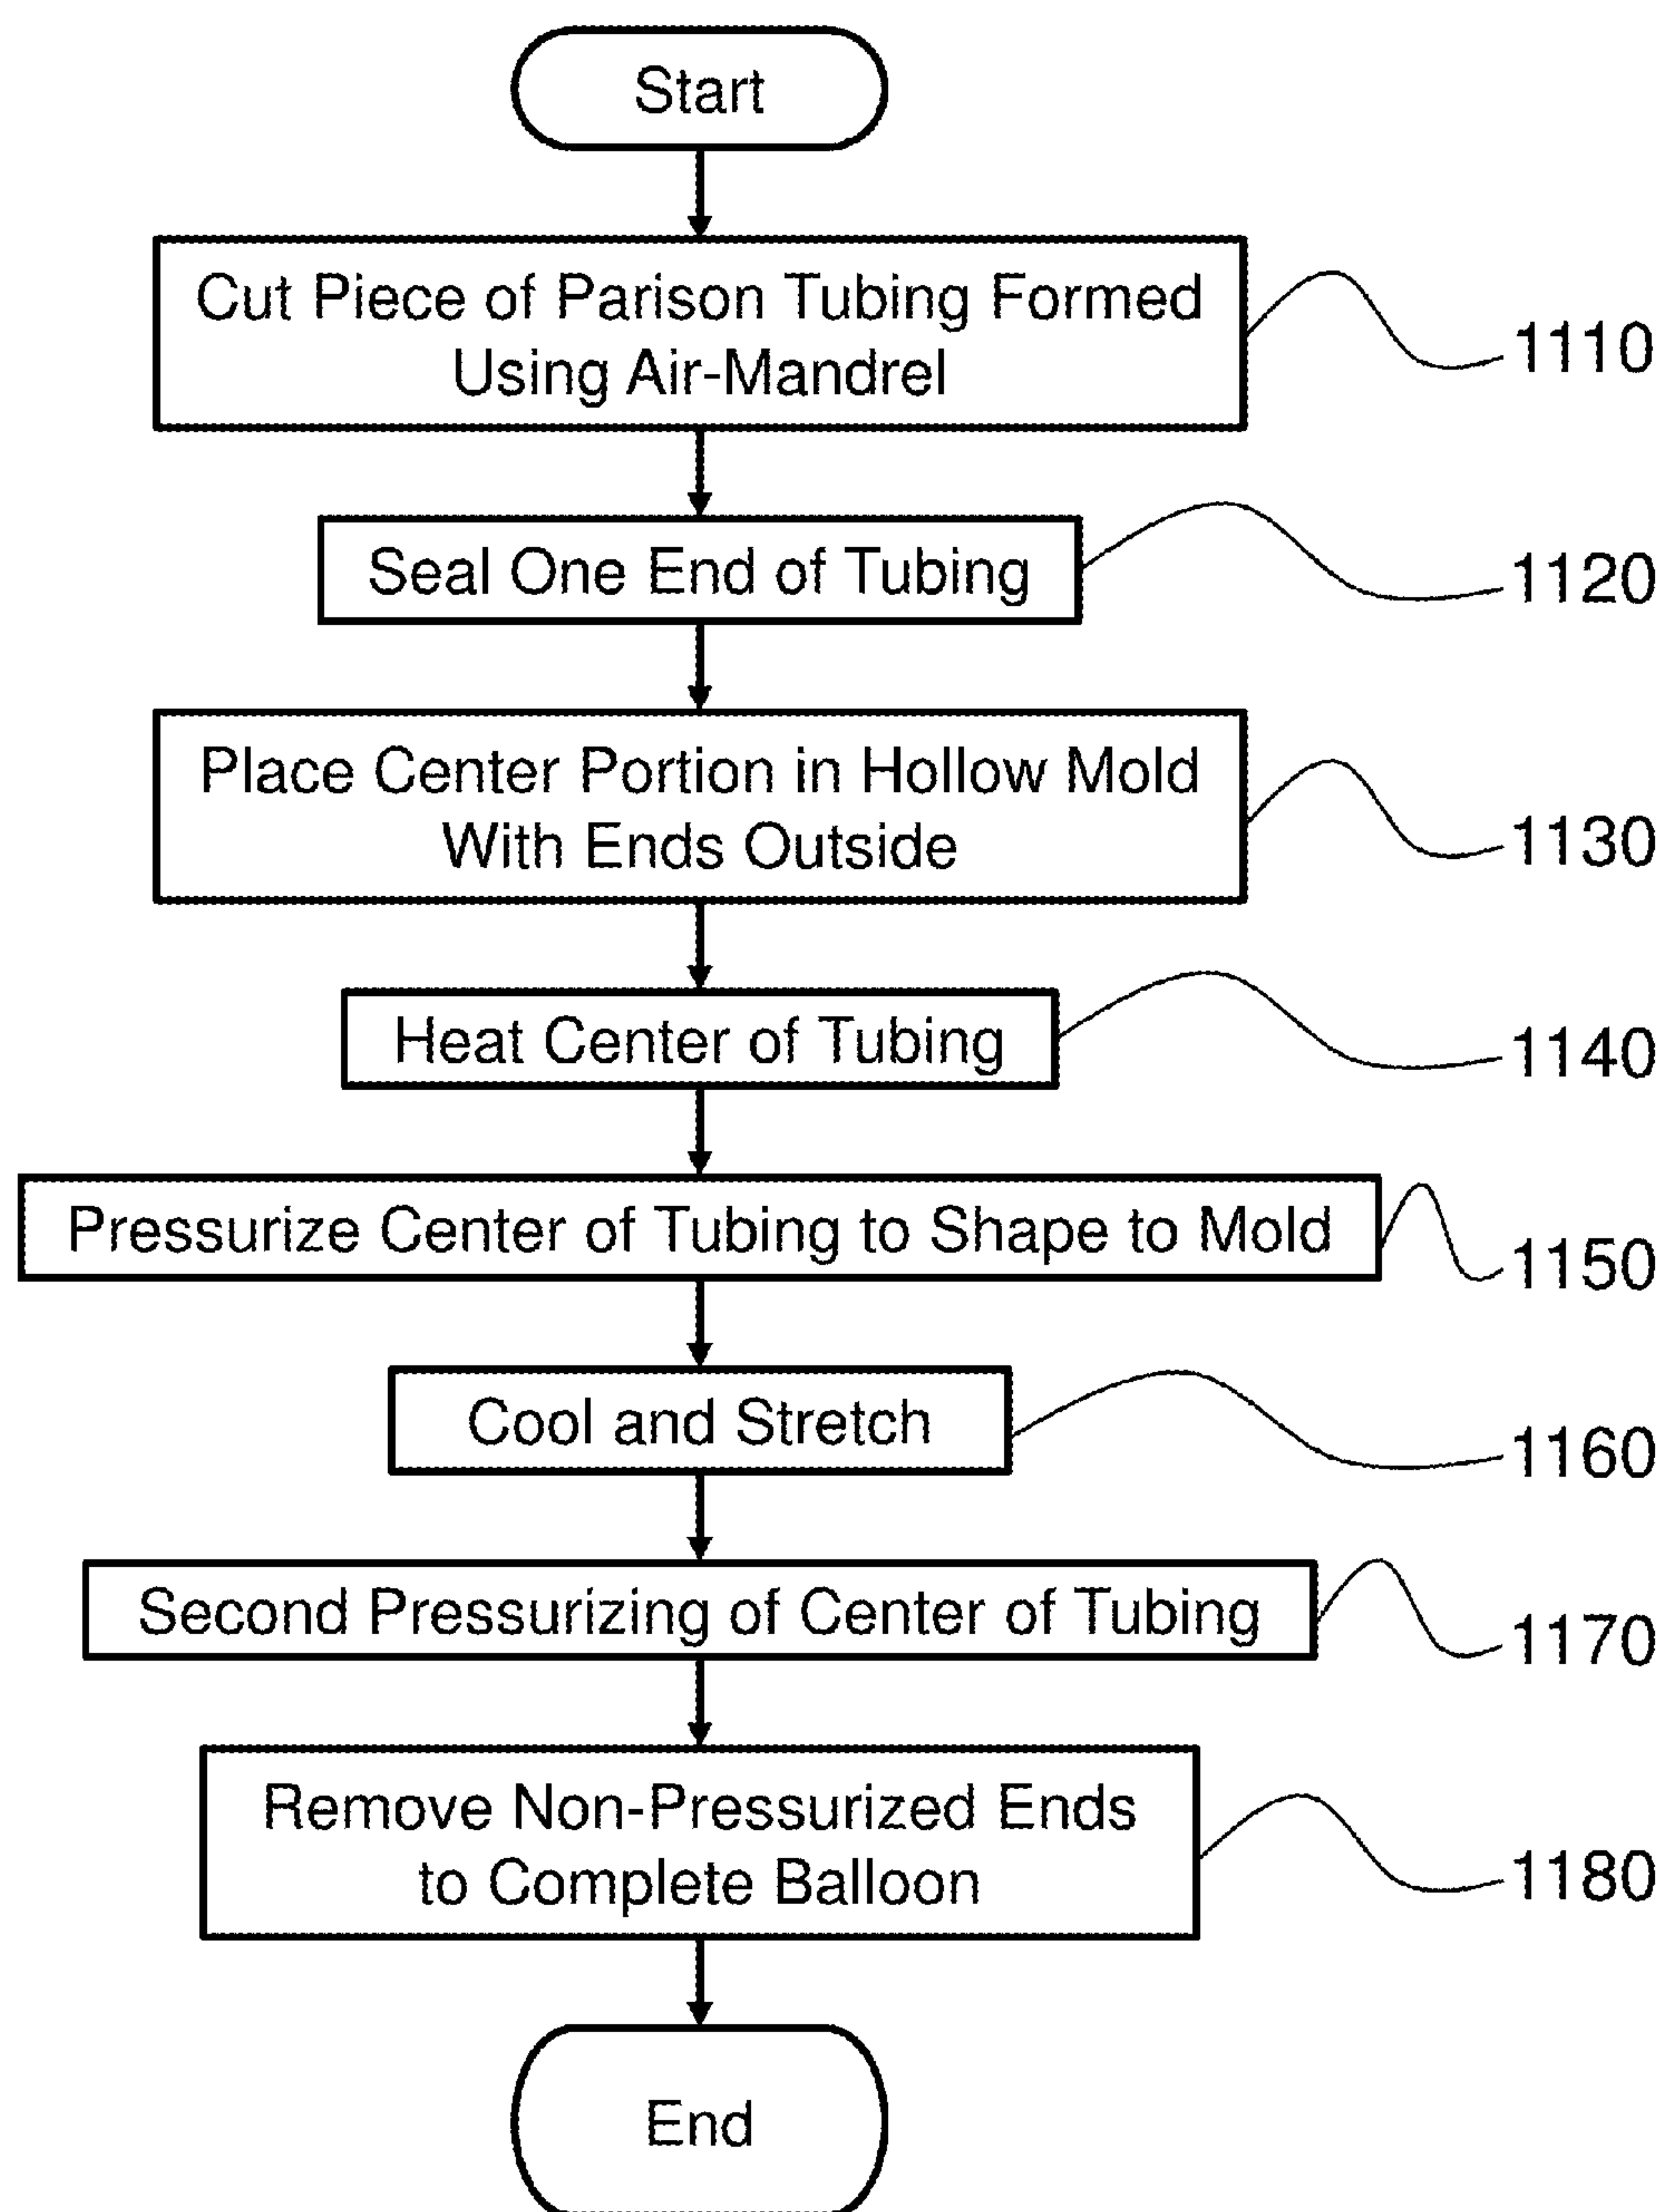 Start
Cut Piece of Parison Tubing Formed
Using Air-Mandrel
1110
Seal One End of Tubing
1120
Place Center Portion in Hollow Mold
With Ends Outside
1130
Heat Center of Tubing
1140
Pressurize Center of Tubing to Shape to Mold
1150
Cool and Stretch
1160
Second Pressurizing of Center of Tubing
1170
Remove Non-Pressurized Ends
to Complete Balloon
1180
End